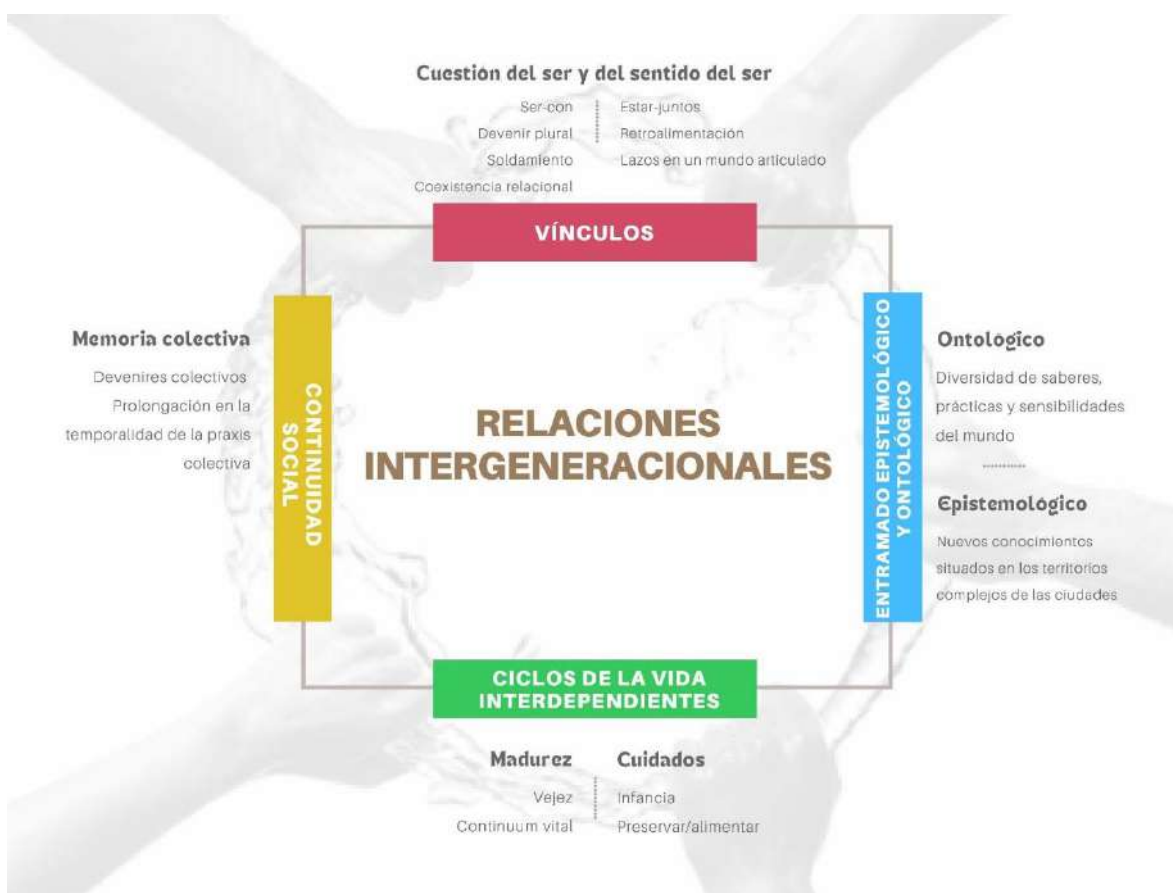 Cuestión del ser y del sentido del ser
Ser-con
Devenir plural
Soldamiento
Coexistencia relacional
Estar-juntos
Retroalimentación
Lazos en un mundo articulado
VÍNCULOS
Memoria colectiva
Devenires colectivos
Prolongación en la
temporalidad de la praxis
colectiva
CONTINUIDAD
SOCIAL
RELACIONES
INTERGENERACIONALES
ENTRAMADO EPISTEMOLÓGICO
Y ONTOLÓGICO
Ontológico
Diversidad de saberes,
prácticas y sensibilidades
del mundo
Epistemológico
Nuevos conocimientos
situados en los territorios
complejos de las ciudades
CICLOS DE LA VIDA
INTERDEPENDIENTES
Madurez
Vejez
Continuum vital
Cuidados
Infancia
Preservar/alimentar